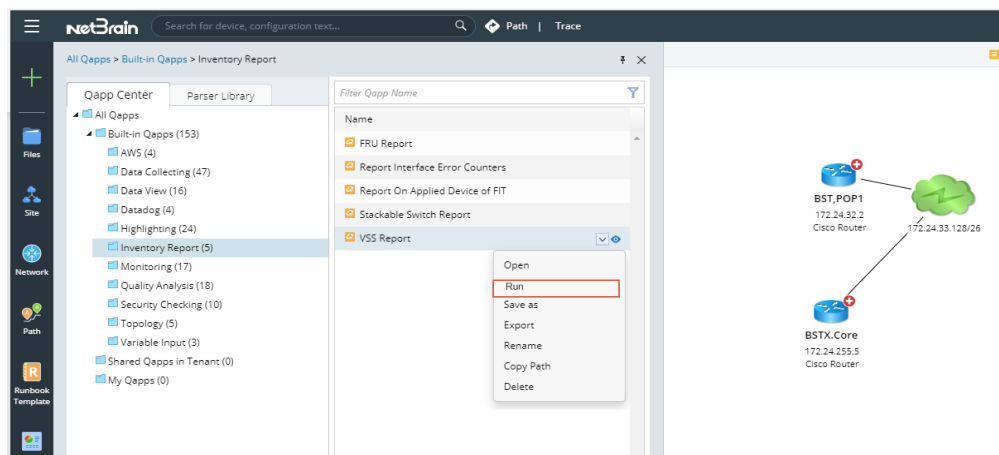 NetBrain
Search for device, configuration text...
Path | Trace
All Qapps > Built-in Qapps > Inventory Report
Files
Site
Network
Path
R
Runbook
Template
Qapp Center
Parser Library
All Qapps
Built-in Qapps (153)
AWS (4)
Data Collecting (47)
Data View (16)
Datadog (4)
Highlighting (24)
Inventory Report (5)
Monitoring (17)
Quality Analysis (18)
Security Checking (10)
Topology (5)
Variable Input (3)
Shared Qapps in Tenant (0)
My Qapps (0)
Filter Qapp Name
Name
FRU Report
Report Interface Error Counters
Report On Applied Device of FIT
Stackable Switch Report
VSS Report
Open
Run
Save as
Export
Rename
Copy Path
Delete
BST,POP1
172.24.32.2
Cisco Router
172.24.33.128/26
BSTX.Core
172.24.255.5
Cisco Router